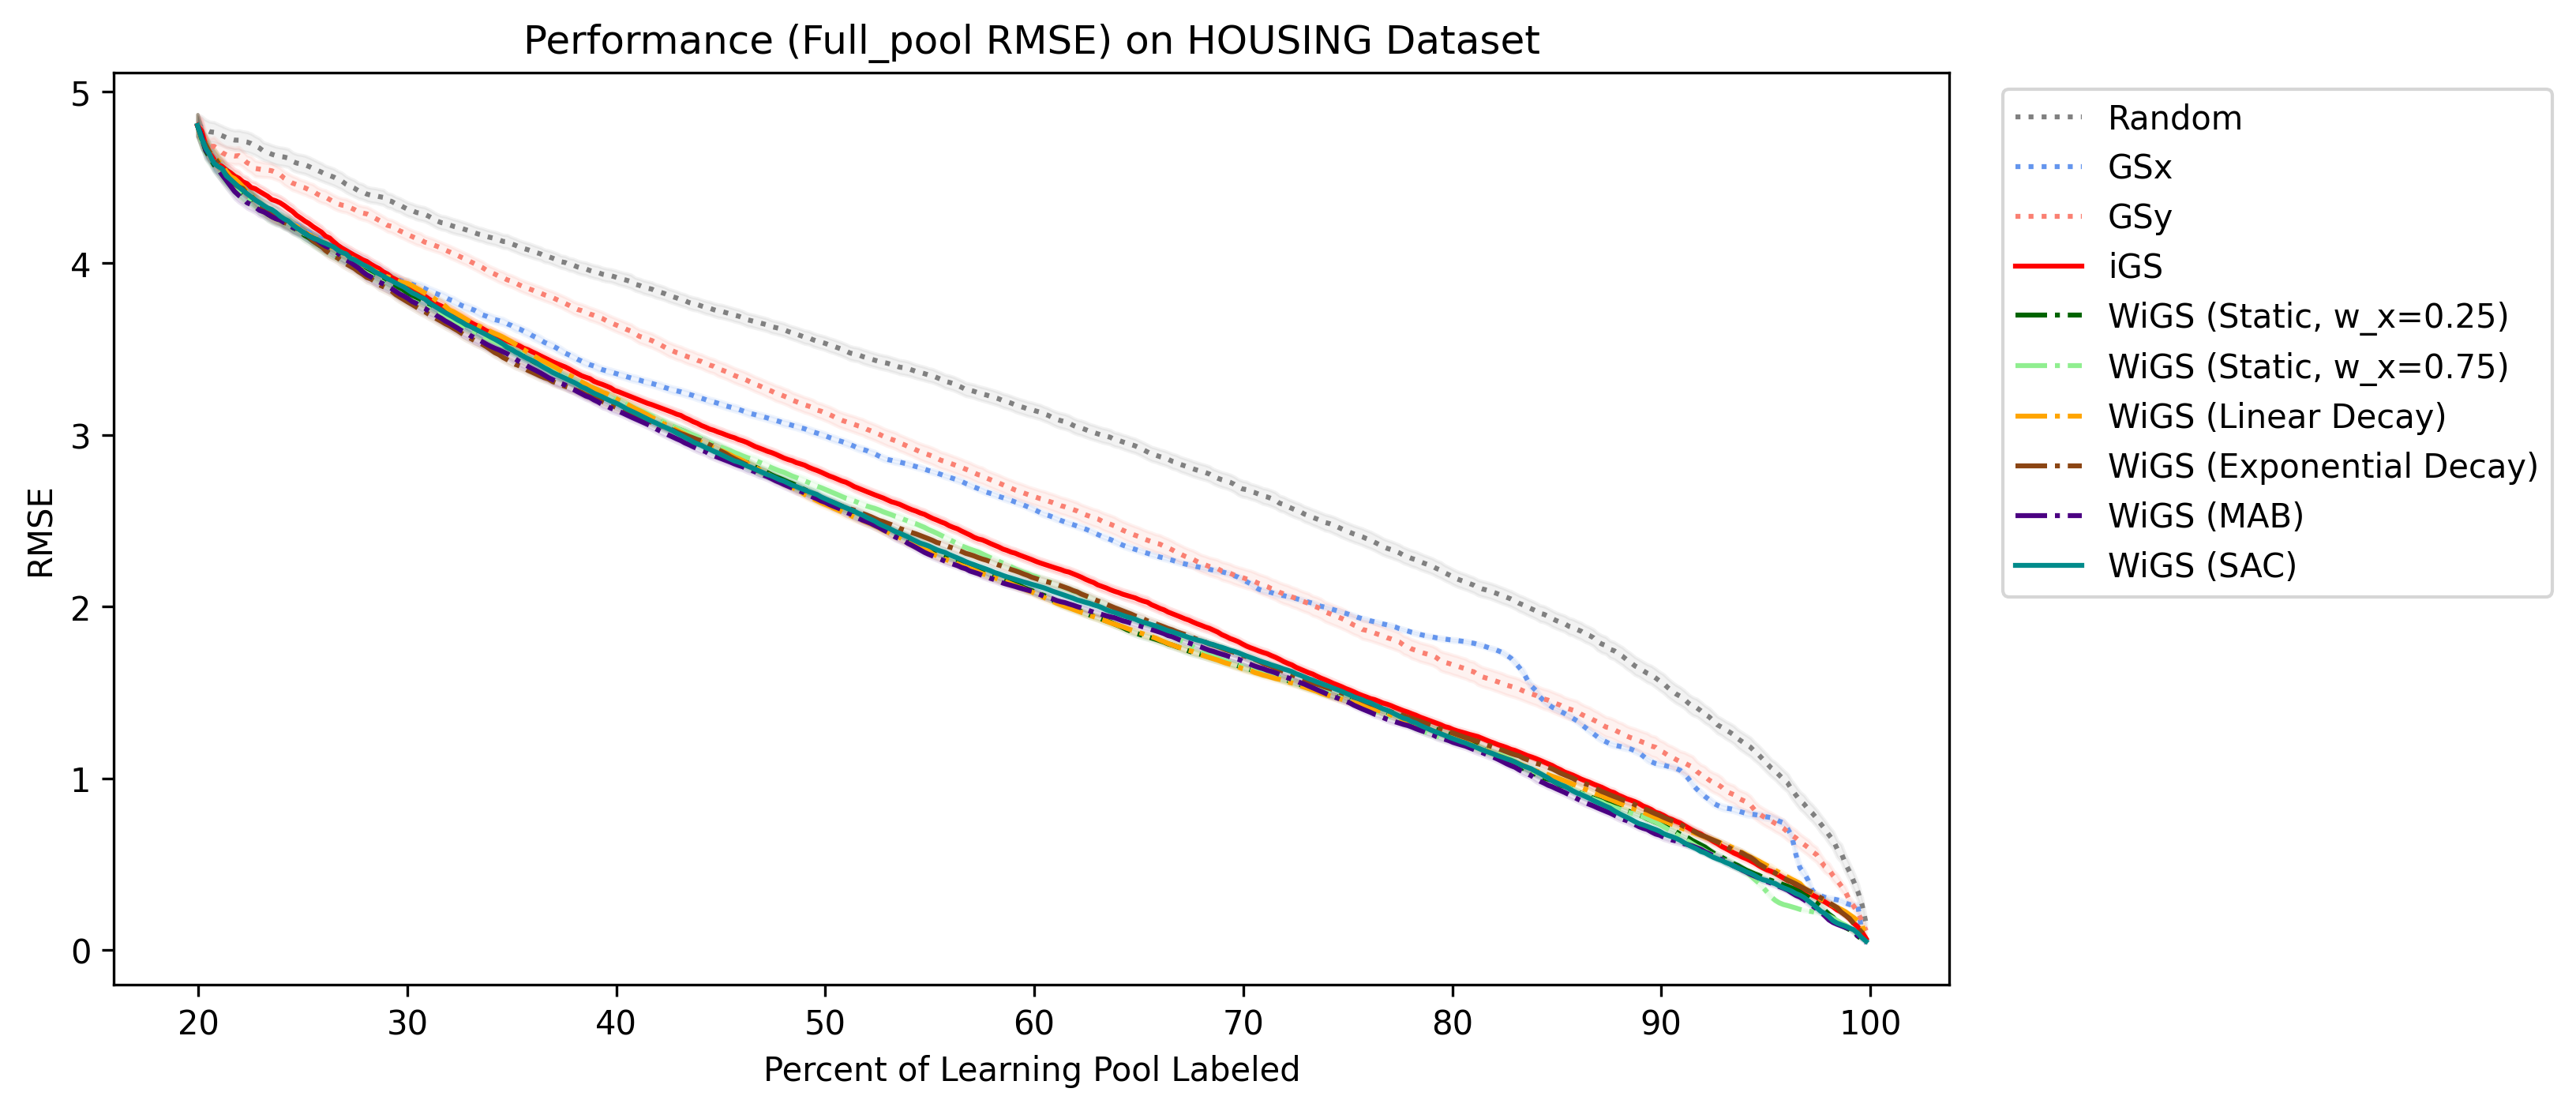 Performance (Full_pool RMSE) on HOUSING Dataset
5
4
3
2
1
0
RMSE
20 30 40 50 60 70 80 90 100
Percent of Learning Pool Labeled
Random
GSx
GSy
iGS
WiGS (Static, w_x=0.25)
WiGS (Static, w_x=0.75)
WiGS (Linear Decay)
WiGS (Exponential Decay)
WiGS (MAB)
WiGS (SAC)